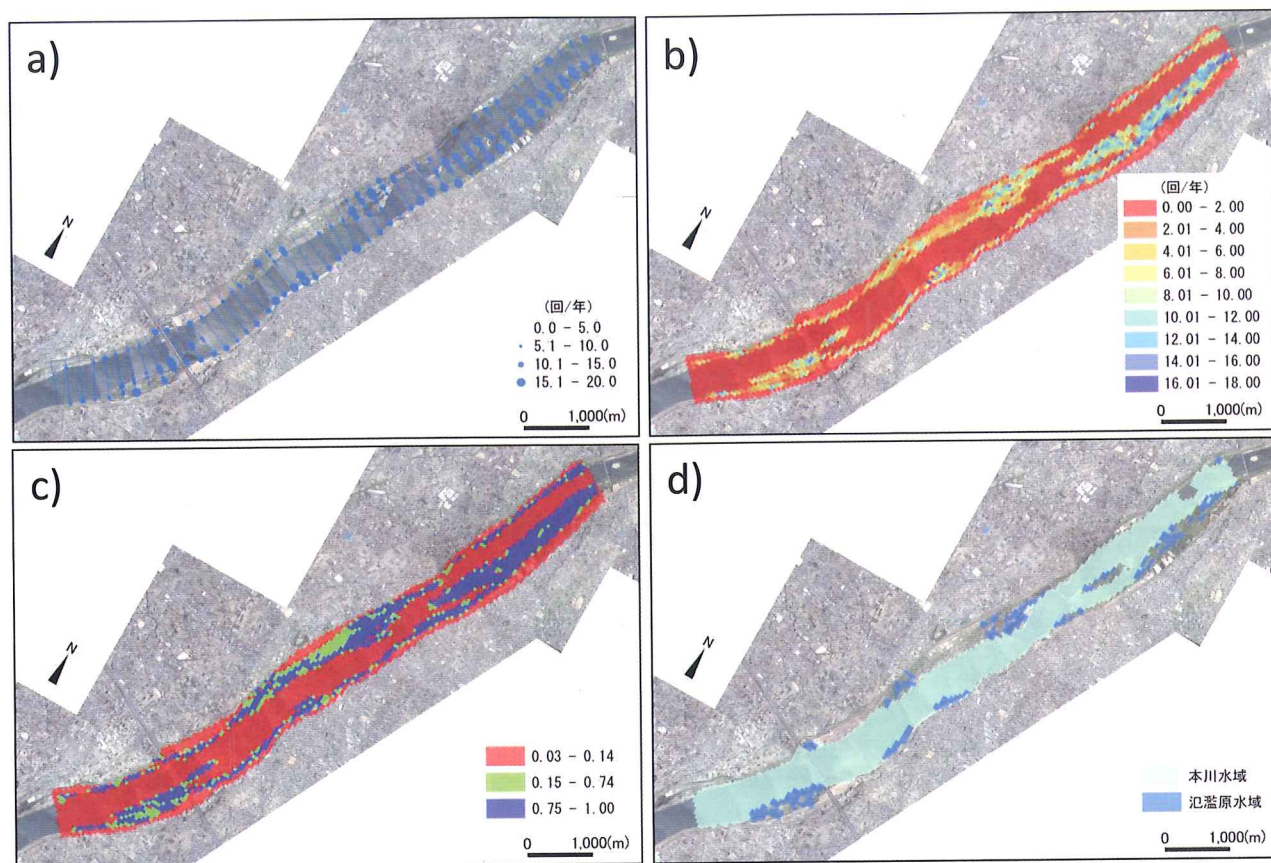 a)
N
(回/年)
0.0 - 5.0
5.1 - 10.0
10.1 - 15.0
15.1 - 20.0
0 1,000(m)
b)
N
(回/年)
0.00 - 2.00
2.01 - 4.00
4.01 - 6.00
6.01 - 8.00
8.01 - 10.00
10.01 - 12.00
12.01 - 14.00
14.01 - 16.00
16.01 - 18.00
0 1,000(m)
c)
N
0.03 - 0.14
0.15 - 0.74
0.75 - 1.00
0 1,000(m)
d)
N
本川水域
氾濫原水域
0 1,000(m)